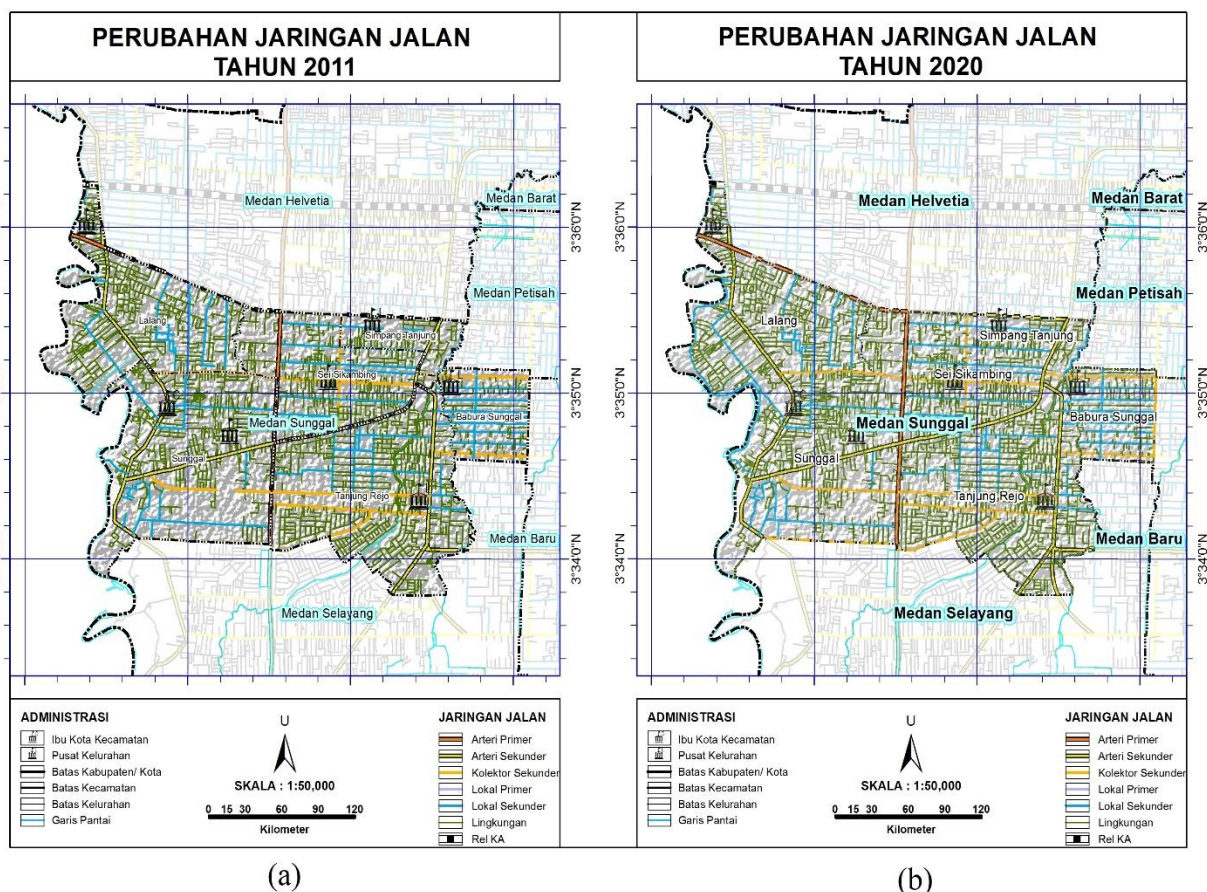 PERUBAHAN JARINGAN JALAN
TAHUN 2011
Medan Helvetia
Medan Barat
Medan Petisah
Lalang
Simpang Tanjung
Sei Sikambing
Medan Sunggal
Babura Sunggal
Sunggal
Tanjung Rejo
Medan Baru
Medan Selayang
3°36'0"N
3°35'0"N
3°34'0"N
ADMINISTRASI
Ibu Kota Kecamatan
Pusat Kelurahan
Batas Kabupaten/ Kota
Batas Kecamatan
Batas Kelurahan
Garis Pantai
U
SKALA : 1:50,000
0 15 30 60 90 120
Kilometer
JARINGAN JALAN
Arteri Primer
Arteri Sekunder
Kolektor Sekunder
Lokal Primer
Lokal Sekunder
Lingkungan
Rel KA
(a)
PERUBAHAN JARINGAN JALAN
TAHUN 2020
3°36'0"N
3°35'0"N
3°34'0"N
Medan Helvetia
Medan Barat
Medan Petisah
Lalang
Simpang Tanjung
Sei Sikambing
Medan Sunggal
Babura Sunggal
Sunggal
Tanjung Rejo
Medan Baru
Medan Selayang
3°36'0"N
3°35'0"N
3°34'0"N
ADMINISTRASI
Ibu Kota Kecamatan
Pusat Kelurahan
Batas Kabupaten/ Kota
Batas Kecamatan
Batas Kelurahan
Garis Pantai
U
SKALA : 1:50,000
0 15 30 60 90 120
Kilometer
JARINGAN JALAN
Arteri Primer
Arteri Sekunder
Kolektor Sekunder
Lokal Primer
Lokal Sekunder
Lingkungan
Rel KA
(b)